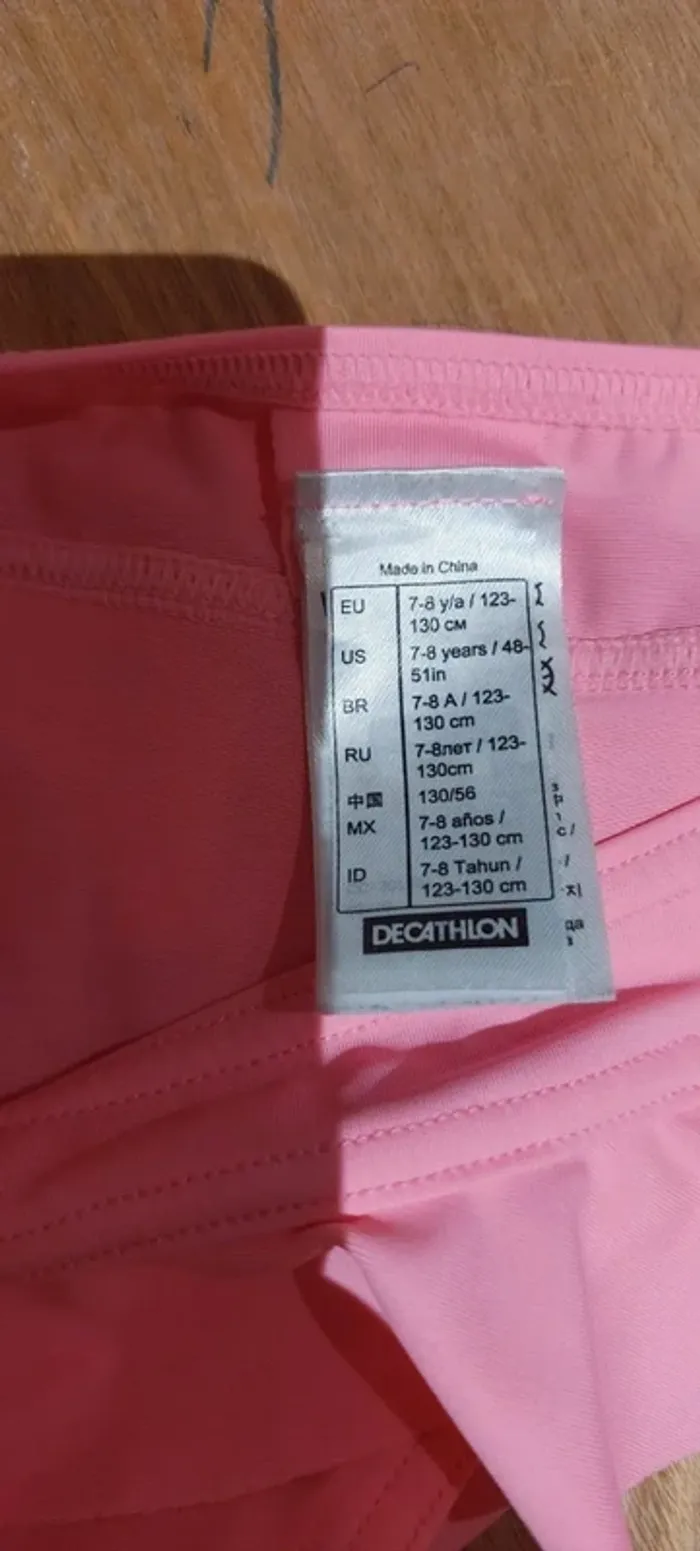 Made in China
EU 7-8 y/a / 123-
130 см
US 7-8 years / 48-
51in
BR 7-8 A / 123-
130 cm
RU 7-8лет / 123-
130cm
中国 130/56
MX 7-8 años /
123-130 cm
ID 7-8 Tahun /
123-130 cm
DECATHLON